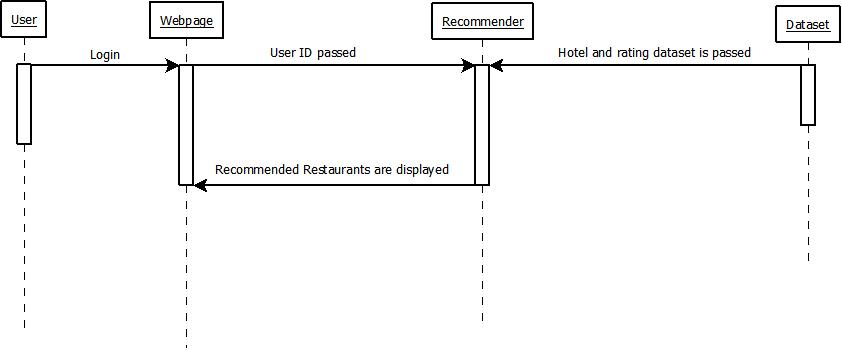 User
Webpage
Recommender
Dataset
Login
User ID passed
Hotel and rating dataset is passed
Recommended Restaurants are displayed